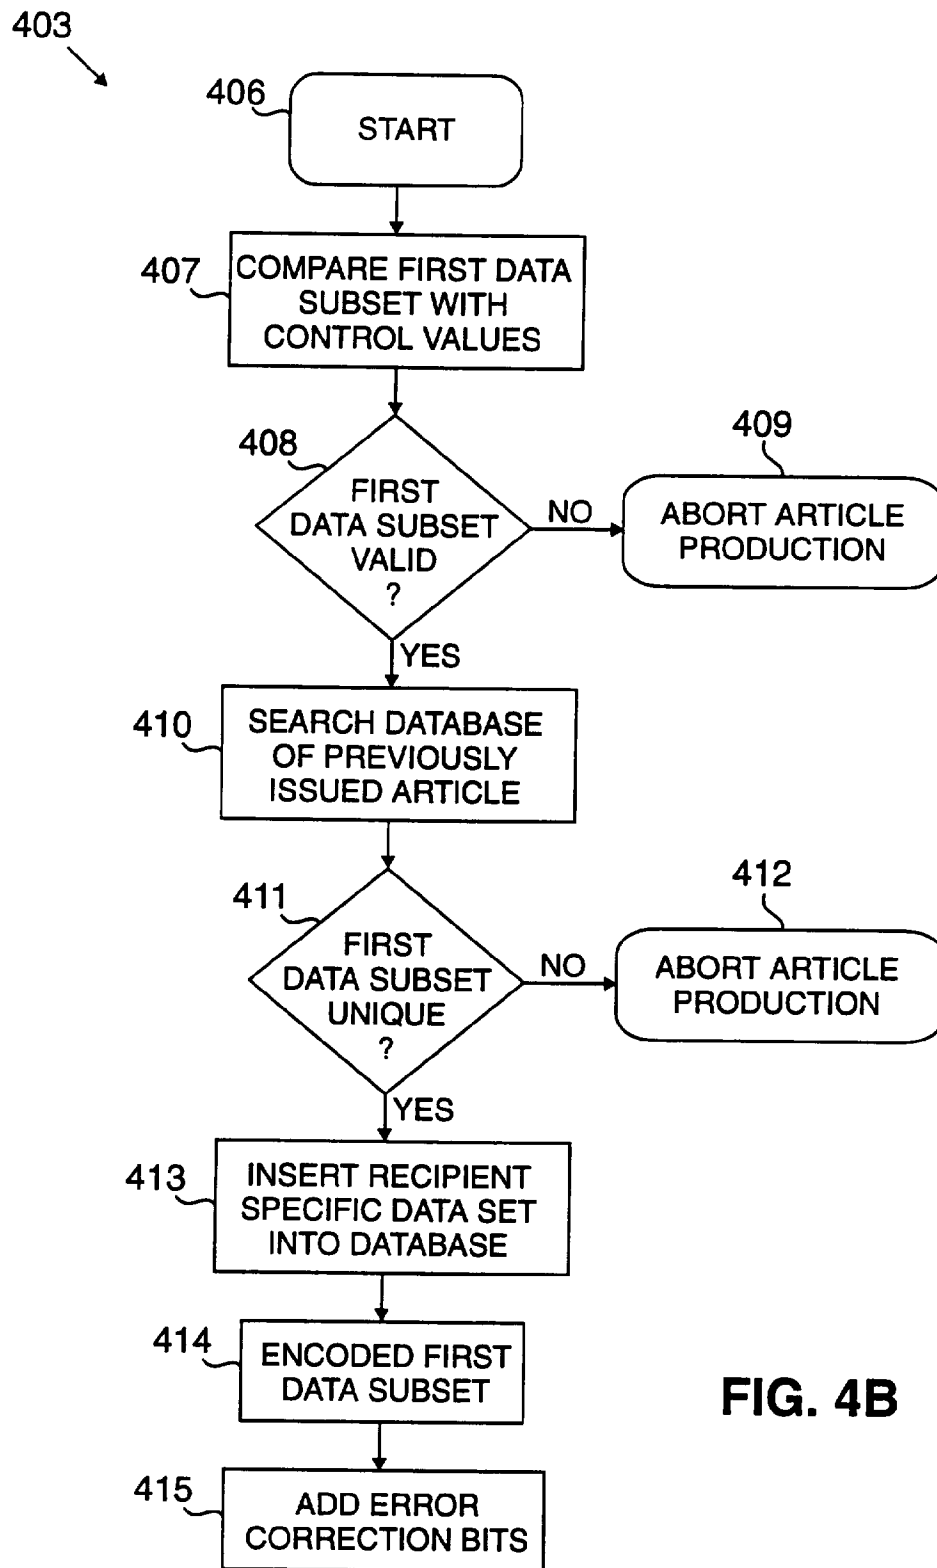 403
406
START
407
COMPARE FIRST DATA
SUBSET WITH
CONTROL VALUES
408
FIRST
DATA SUBSET
VALID
?
NO
409
ABORT ARTICLE
PRODUCTION
YES
410
SEARCH DATABASE
OF PREVIOUSLY
ISSUED ARTICLE
411
FIRST
DATA SUBSET
UNIQUE
?
NO
412
ABORT ARTICLE
PRODUCTION
YES
413
INSERT RECIPIENT
SPECIFIC DATA SET
INTO DATABASE
414
ENCODED FIRST
DATA SUBSET
FIG. 4B
415
ADD ERROR
CORRECTION BITS